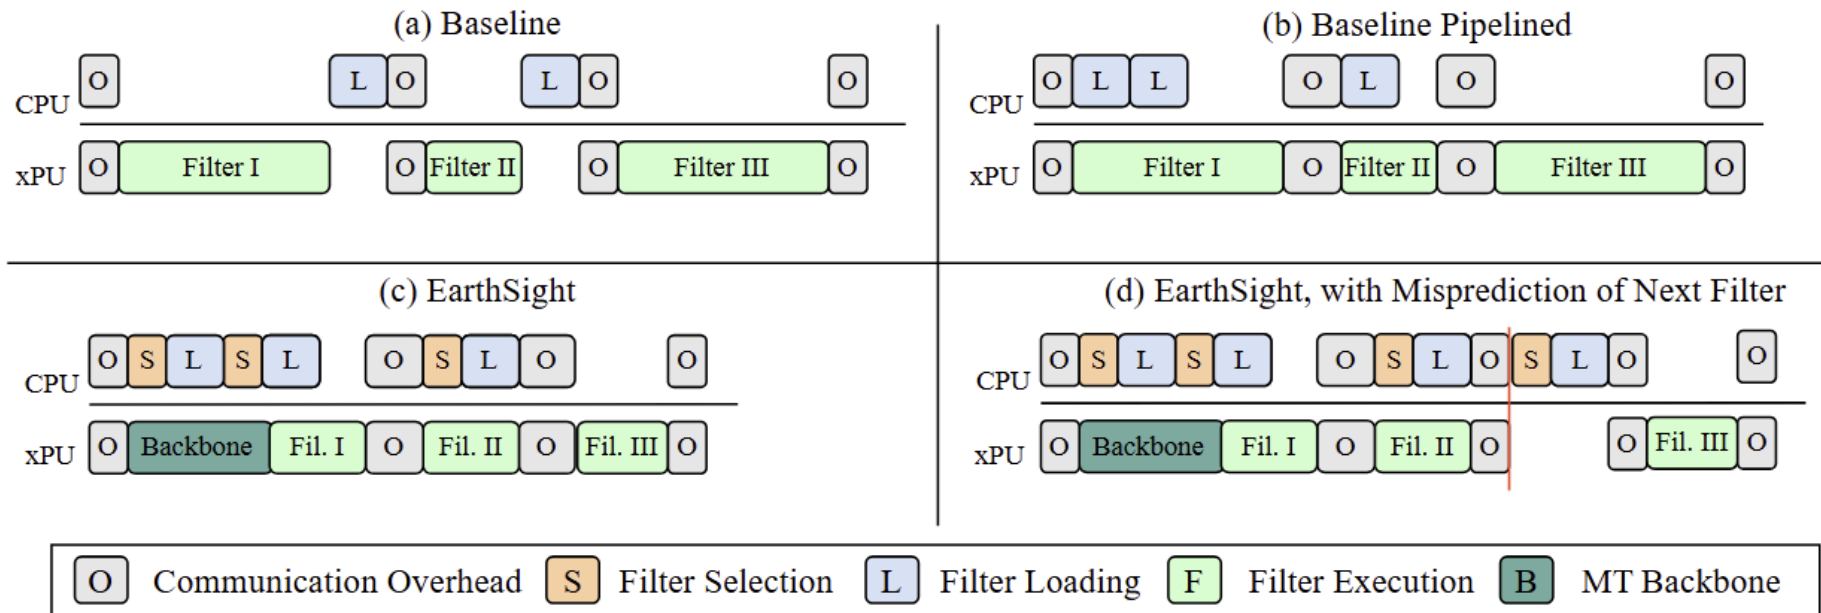 (a) Baseline
O L O L O O
CPU
xPU
O Filter I O Filter II O Filter III O
(b) Baseline Pipelined
O L L O L O O
CPU
xPU
O Filter I O Filter II O Filter III O
(c) EarthSight
O S L S L O S L O O
CPU
xPU
O Backbone Fil. I O Fil. II O Fil. III O
(d) EarthSight, with Misprediction of Next Filter
O S L S L O S L O S L O O
CPU
xPU
O Backbone Fil. I O Fil. II O O Fil. III O
O Communication Overhead S Filter Selection L Filter Loading F Filter Execution B MT Backbone